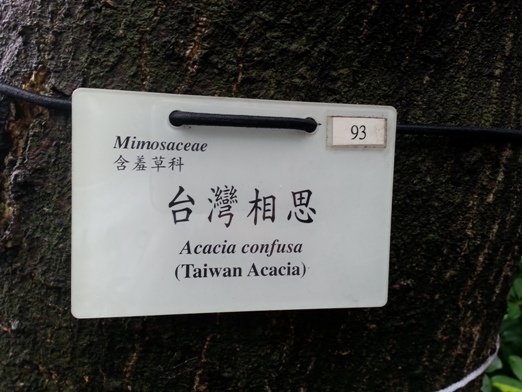 Mimosaceae
含羞草科
93
台灣相思
Acacia confusa
(Taiwan Acacia)